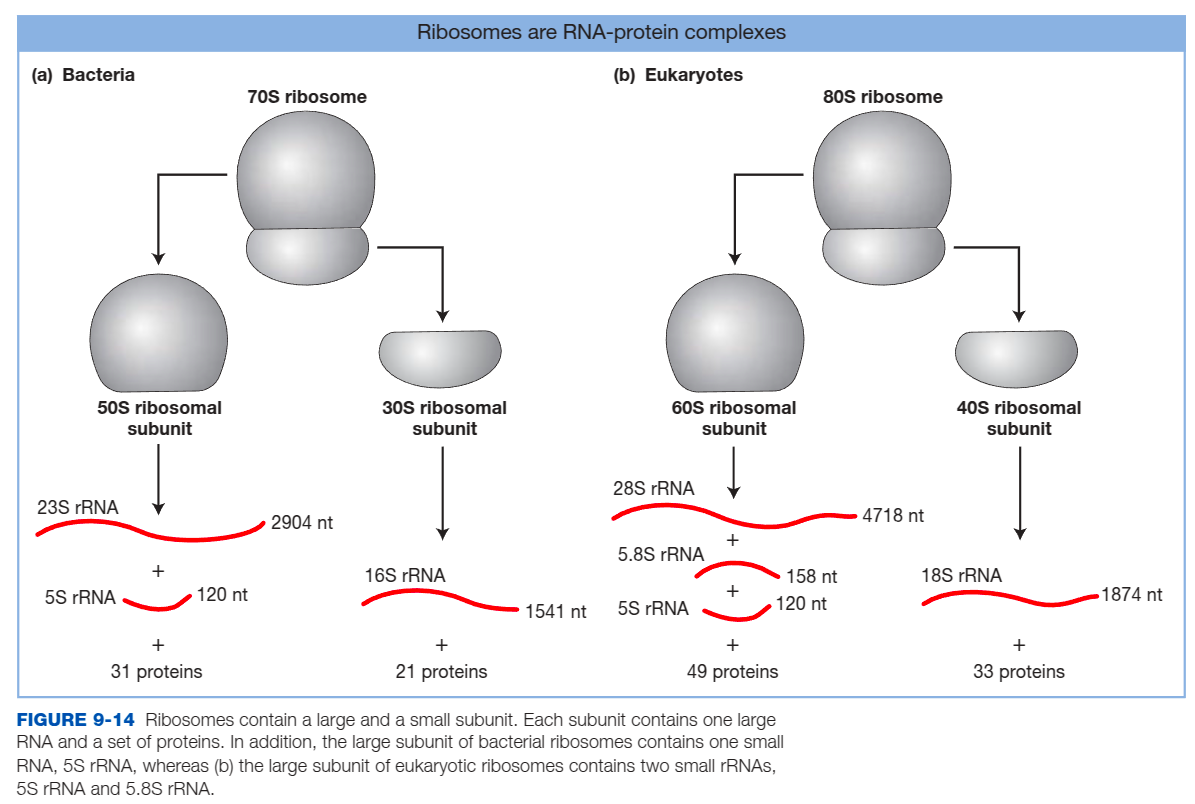 Ribosomes are RNA-protein complexes
(a) Bacteria
70S ribosome
50S ribosomal
subunit
30S ribosomal
subunit
23S rRNA
2904 nt
+
5S rRNA
120 nt
+
31 proteins
16S rRNA
1541 nt
+
21 proteins
(b) Eukaryotes
80S ribosome
60S ribosomal
subunit
40S ribosomal
subunit
28S rRNA
4718 nt
+
5.8S rRNA
158 nt
+
5S rRNA
120 nt
+
49 proteins
18S rRNA
1874 nt
+
33 proteins
FIGURE 9-14 Ribosomes contain a large and a small subunit. Each subunit contains one large
RNA and a set of proteins. In addition, the large subunit of bacterial ribosomes contains one small
RNA, 5S rRNA, whereas (b) the large subunit of eukaryotic ribosomes contains two small rRNAs,
5S rRNA and 5.8S rRNA.